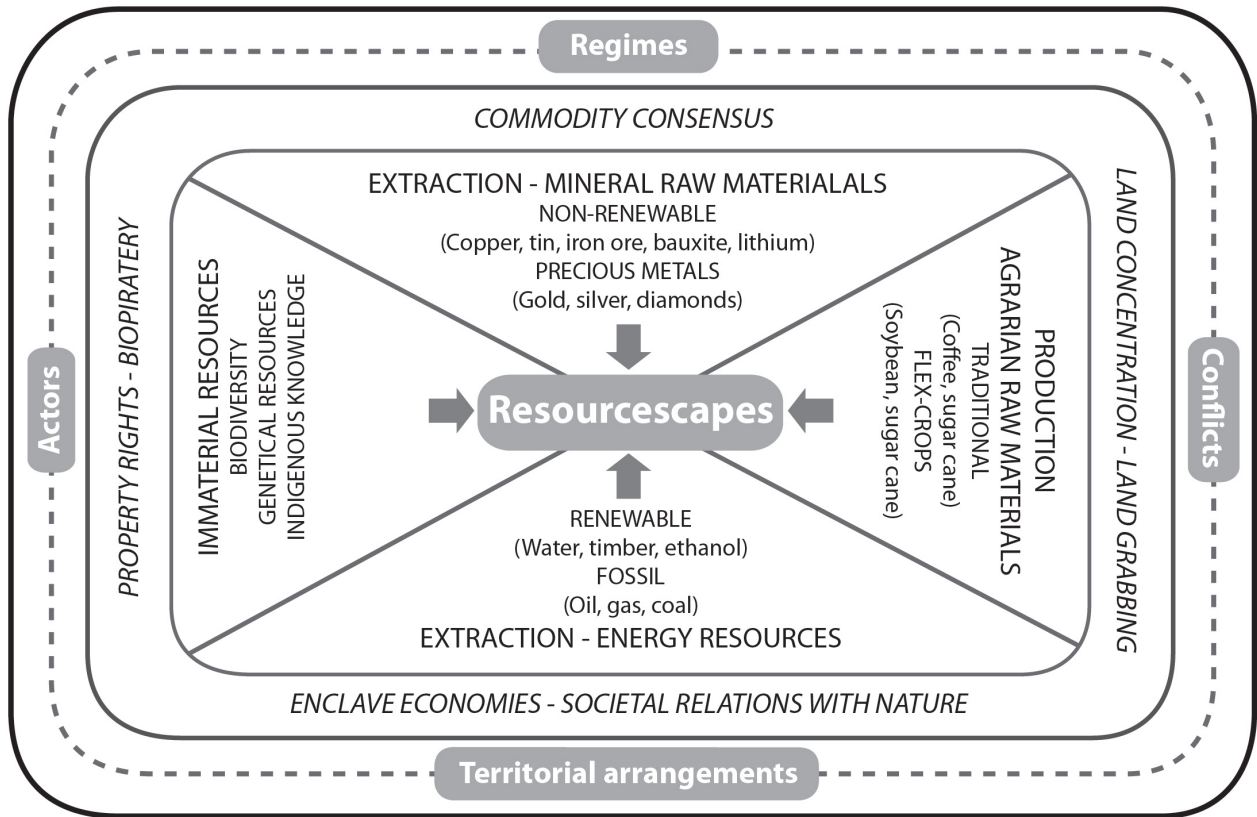 Regimes
COMMODITY CONSENSUS
EXTRACTION - MINERAL RAW MATERIALALS
NON-RENEWABLE
(Copper, tin, iron ore, bauxite, lithium)
PRECIOUS METALS
(Gold, silver, diamonds)
Actors
PROPERTY RIGHTS - BIOPIRATERY
IMMATERIAL RESOURCES
BIODIVERSITY
GENETICAL RESOURCES
INDIGENOUS KNOWLEDGE
Resourcescapes
PRODUCTION
AGRARIAN RAW MATERIALS
TRADITIONAL
(Coffee, sugar cane)
FLEX-CROPS
(Soybean, sugar cane)
LAND CONCENTRATION - LAND GRABBING
Conflicts
RENEWABLE
(Water, timber, ethanol)
FOSSIL
(Oil, gas, coal)
EXTRACTION - ENERGY RESOURCES
ENCLAVE ECONOMIES - SOCIETAL RELATIONS WITH NATURE
Territorial arrangements